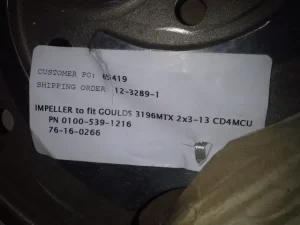 CUSTOMER PO: WS419
SHIPPING ORDER: 12-3289-1
IMPELLER to fit GOULDS 3196MTX 2x3-13 CD4MCU
PN 0100-539-1216
76-16-0266